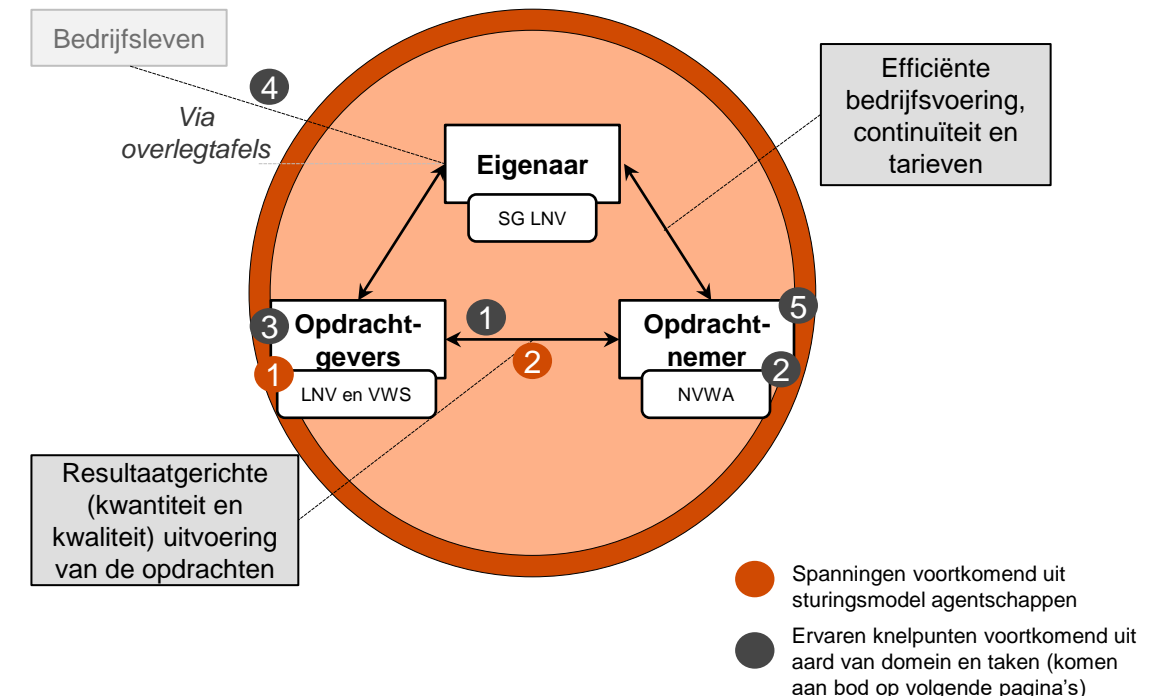 Bedrijfsleven
4
Via
overlegtafels
Efficiënte
bedrijfsvoering,
continuïteit en
tarieven
Eigenaar
SG LNV
3
Opdracht-
gevers
1
LNV en VWS
1
2
Opdracht-
nemer
5
2
NVWA
Resultaatgerichte
(kwantiteit en
kwaliteit) uitvoering
van de opdrachten
Spanningen voortkomend uit
sturingsmodel agentschappen
Ervaren knelpunten voortkomend uit
aard van domein en taken (komen
aan bod op volgende pagina's)